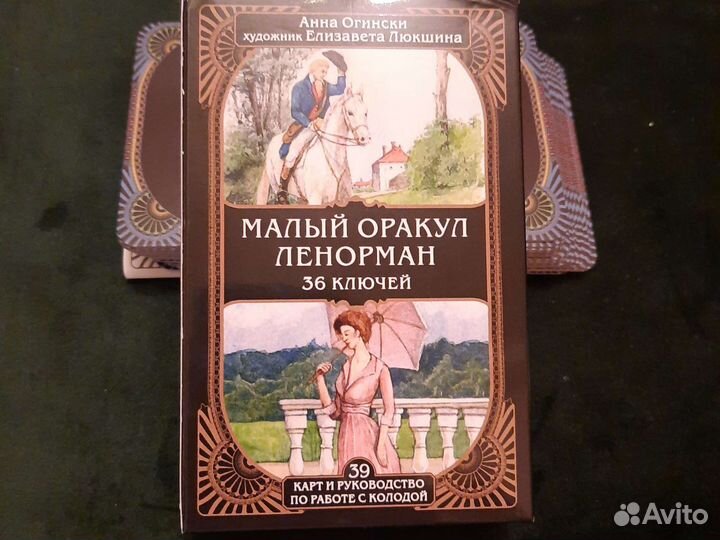 Анна Огински
художник Елизавета Люкшина
МАЛЫЙ ОРАКУЛ
ЛЕНОРМАН
36 КЛЮЧЕЙ
39
КАРТ И РУКОВОДСТВО
ПО РАБОТЕ С КОЛОДОЙ
Avito